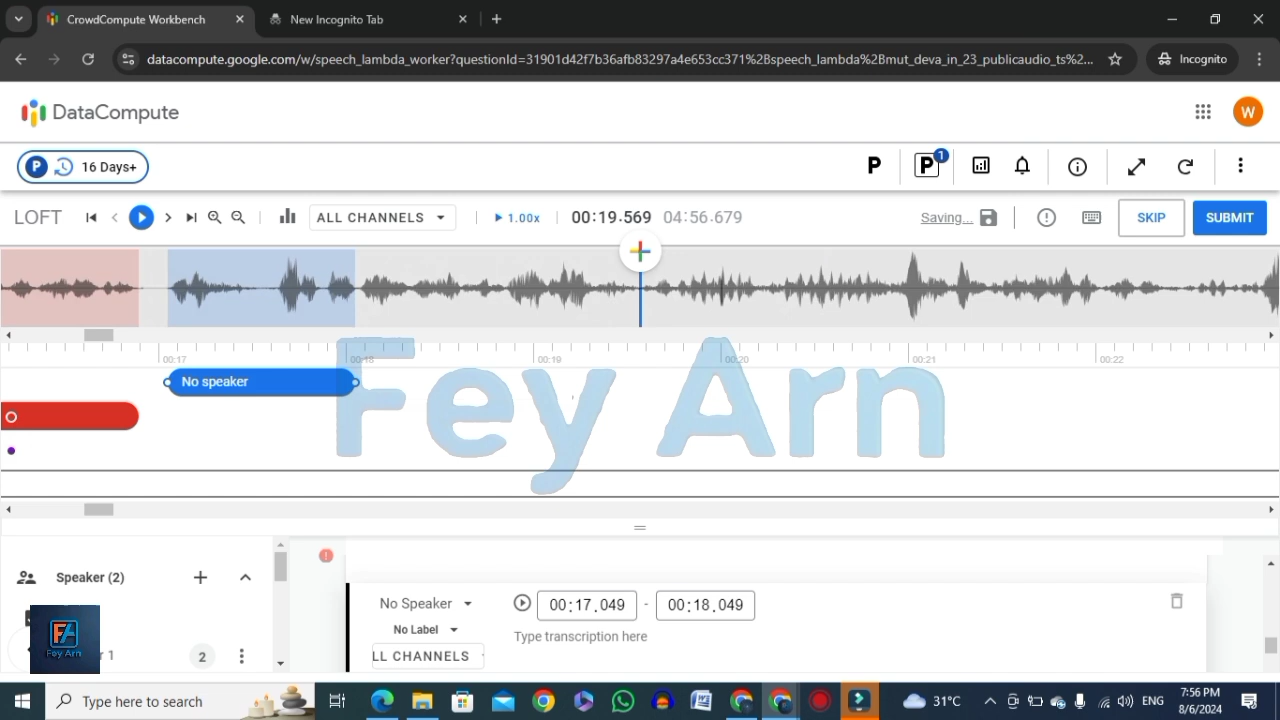 CrowdCompute Workbench
New Incognito Tab
datacompute.google.com/w/speech_lambda_worker?questionId=31901d42f7b36afb83297a4e653cc371%2Bspeech_lambda%2Bmut_deva_in_23_publicaudio_ts%2...
Incognito
DataCompute
W
P 16 Days+
P
P 1
LOFT
ALL CHANNELS
1.00x
00:19.569 04:56.679
Saving...
SKIP
SUBMIT
00:17 00:18 00:19 00:20 00:21 00:22
No speaker
Fey Arn
Speaker (2)
No Speaker
00:17.049 - 00:18.049
No Label
Type transcription here
LL CHANNELS
r 1
2
FA
Fey Arn
Type here to search
31°C
ENG
7:56 PM
8/6/2024